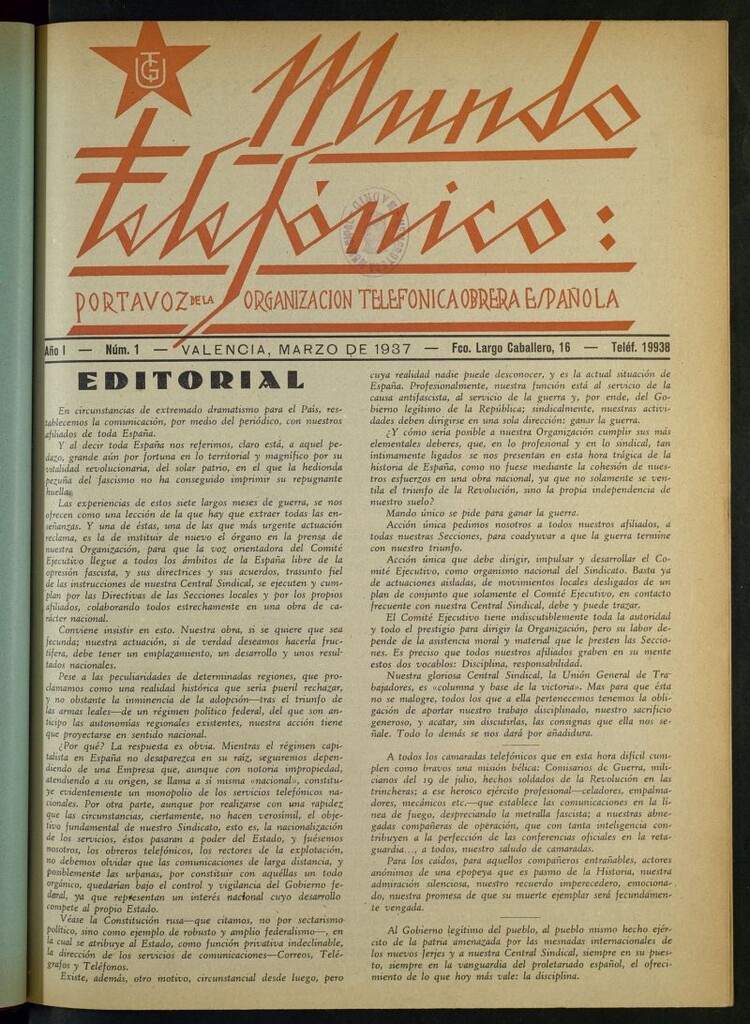 UGT
Mundo
Telefónico:
PORTAVOZ DE LA ORGANIZACION TELEFONICA OBRERA ESPAÑOLA
Año I — Núm. 1 — VALENCIA, MARZO DE 1937 — Fco. Largo Caballero, 16 — Teléf. 19938
EDITORIAL
En circunstancias de extremado dramatismo para el País, res-
tablecemos la comunicación, por medio del periódico, con nuestros
afiliados de toda España.
Y al decir toda España nos referimos, claro está, a aquel pe-
dazo, grande aún por fortuna en lo territorial y magnífico por su
vitalidad revolucionaria, del solar patrio, en el que la hedionda
pezuña del fascismo no ha conseguido imprimir su repugnante
huella.
Las experiencias de estos siete largos meses de guerra, se nos
ofrecen como una lección de la que hay que extraer todas las en-
señanzas. Y una de éstas, una de las que más urgente actuación
reclama, es la de instituir de nuevo el órgano en la prensa de
nuestra Organización, para que la voz orientadora del Comité
Ejecutivo llegue a todos los ámbitos de la España libre de la
opresión fascista, y sus directrices y sus acuerdos, trasunto fiel
de las instrucciones de nuestra Central Sindical, se ejecuten y cum-
plan por las Directivas de las Secciones locales y por los propios
afiliados, colaborando todos estrechamente en una obra de ca-
rácter nacional.
Conviene insistir en esto. Nuestra obra, si se quiere que sea
fecunda; nuestra actuación, si de verdad deseamos hacerla fruc-
tífera, debe tener un emplazamiento, un desarrollo y unos resul-
tados nacionales.
Pese a las peculiaridades de determinadas regiones, que pro-
clamamos como una realidad histórica que sería pueril rechazar,
y no obstante la inminencia de la adopción—tras el triunfo de
las armas leales—de un régimen político federal, del que son an-
ticipo las autonomías regionales existentes, nuestra acción tiene
que proyectarse en sentido nacional.
¿Por qué? La respuesta es obvia. Mientras el régimen capi-
talista en España no desaparezca en su raíz, seguiremos depen-
diendo de una Empresa que, aunque con notoria impropiedad,
atendiendo a su origen, se llama a sí misma «nacional», constitu-
ye evidentemente un monopolio de los servicios telefónicos na-
cionales. Por otra parte, aunque por realizarse con una rapidez
que las circunstancias, ciertamente, no hacen verosímil, el obje-
tivo fundamental de nuestro Sindicato, esto es, la nacionalización
de los servicios, éstos pasaran a poder del Estado, y fuésemos
nosotros, los obreros telefónicos, los rectores de la explotación,
no debemos olvidar que las comunicaciones de larga distancia, y
posiblemente las urbanas, por constituir con aquéllas un todo
orgánico, quedarían bajo el control y vigilancia del Gobierno fe-
deral, ya que representan un interés nacional cuyo desarrollo
compete al propio Estado.
Véase la Constitución rusa—que citamos, no por sectarismo
político, sino como ejemplo de robusto y amplio federalismo—, en
la cual se atribuye al Estado, como función privativa indeclinable,
la dirección de los servicios de comunicaciones—Correos, Telé-
grafos y Teléfonos.
Existe, además, otro motivo, circunstancial desde luego, pero
cuya realidad nadie puede desconocer, y es la actual situación de
España. Profesionalmente, nuestra función está al servicio de la
causa antifascista, al servicio de la guerra y, por ende, del Go-
bierno legítimo de la República; sindicalmente, nuestras activi-
dades deben dirigirse en una sola dirección: ganar la guerra.
¿Y cómo sería posible a nuestra Organización cumplir sus más
elementales deberes, que, en lo profesional y en lo sindical, tan
íntimamente ligados se nos presentan en esta hora trágica de la
historia de España, como no fuese mediante la cohesión de nues-
tros esfuerzos en una obra nacional, ya que no solamente se ven-
tila el triunfo de la Revolución, sino la propia independencia de
nuestro suelo?
Mando único se pide para ganar la guerra.
Acción única pedimos nosotros a todos nuestros afiliados, a
todas nuestras Secciones, para coadyuvar a que la guerra termine
con nuestro triunfo.
Acción única que debe dirigir, impulsar y desarrollar el Co-
mité Ejecutivo, como organismo nacional del Sindicato. Basta ya
de actuaciones aisladas, de movimientos locales desligados de un
plan de conjunto que solamente el Comité Ejecutivo, en contacto
frecuente con nuestra Central Sindical, debe y puede trazar.
El Comité Ejecutivo tiene indiscutiblemente toda la autoridad
y todo el prestigio para dirigir la Organización, pero su labor de-
pende de la asistencia moral y material que le presten las Seccio-
nes. Es preciso que todos nuestros afiliados graben en su mente
estos dos vocablos: Disciplina, responsabilidad.
Nuestra gloriosa Central Sindical, la Unión General de Tra-
bajadores, es «columna y base de la victoria». Mas para que ésta
no se malogre, todos los que a ella pertenecemos tenemos la obli-
gación de aportar nuestro trabajo disciplinado, nuestro sacrificio
generoso, y acatar, sin discutirlas, las consignas que ella nos se-
ñale. Todo lo demás se nos dará por añadidura.
A todos los camaradas telefónicos que en esta hora difícil cum-
plen como bravos una misión bélica: Comisarios de Guerra, mili-
cianos del 19 de julio, hechos soldados de la Revolución en las
trincheras; a ese heroico ejército profesional—celadores, empalma-
dores, mecánicos etc.—que establece las comunicaciones en la lí-
nea de fuego, despreciando la metralla fascista; a nuestras abne-
gadas compañeras de operación, que con tanta inteligencia con-
tribuyen a la perfección de las conferencias oficiales en la reta-
guardia..., a todos, nuestro saludo de camaradas.
Para los caídos, para aquellos compañeros entrañables, actores
anónimos de una epopeya que es pasmo de la Historia, nuestra
admiración silenciosa, nuestro recuerdo imperecedero, emociona-
do, nuestra promesa de que su muerte ejemplar será fecundamen-
te vengada.
Al Gobierno legítimo del pueblo, al pueblo mismo hecho ejér-
cito de la patria amenazada por las mesnadas internacionales de
los nuevos Jerjes y a nuestra Central Sindical, siempre en su pues-
to, siempre en la vanguardia del proletariado español, el ofreci-
miento de lo que hoy más vale: la disciplina.